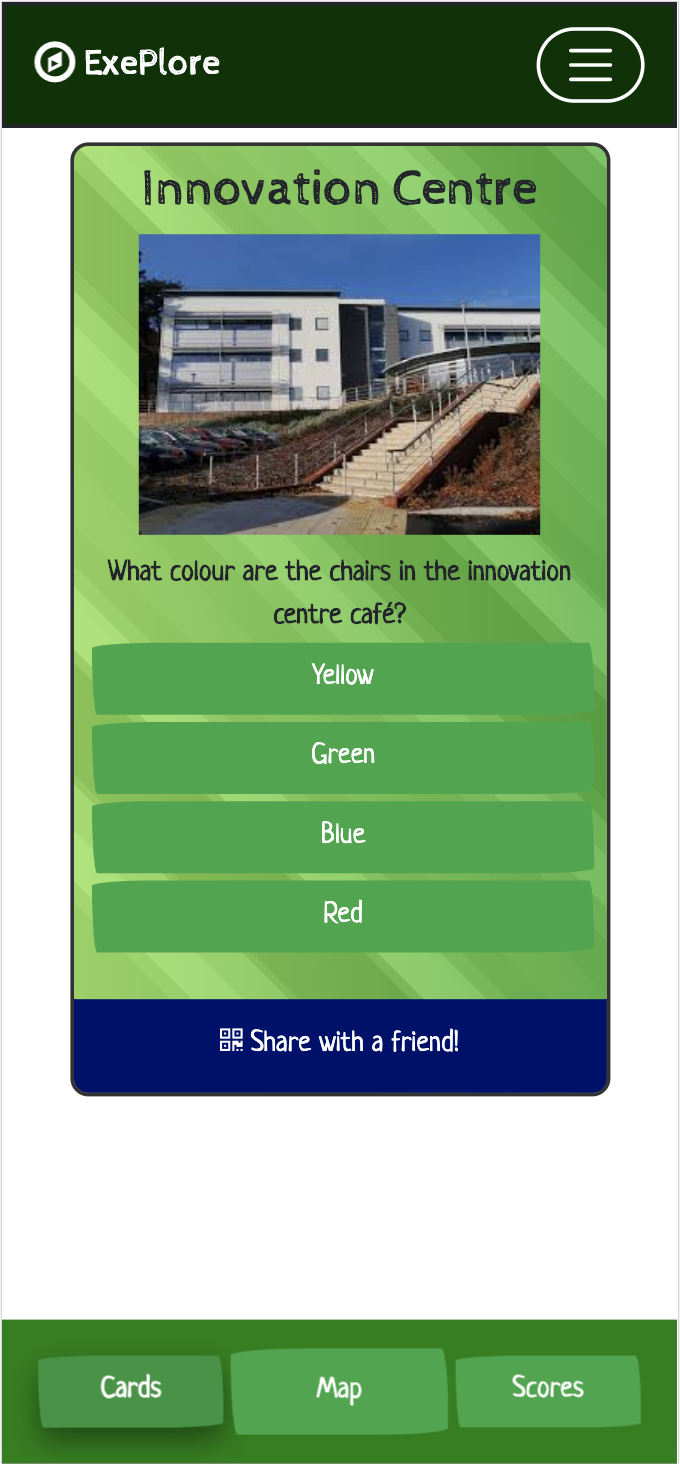 ExePlore
Innovation Centre
What colour are the chairs in the innovation
centre café?
Yellow
Green
Blue
Red
Share with a friend!
Cards
Map
Scores